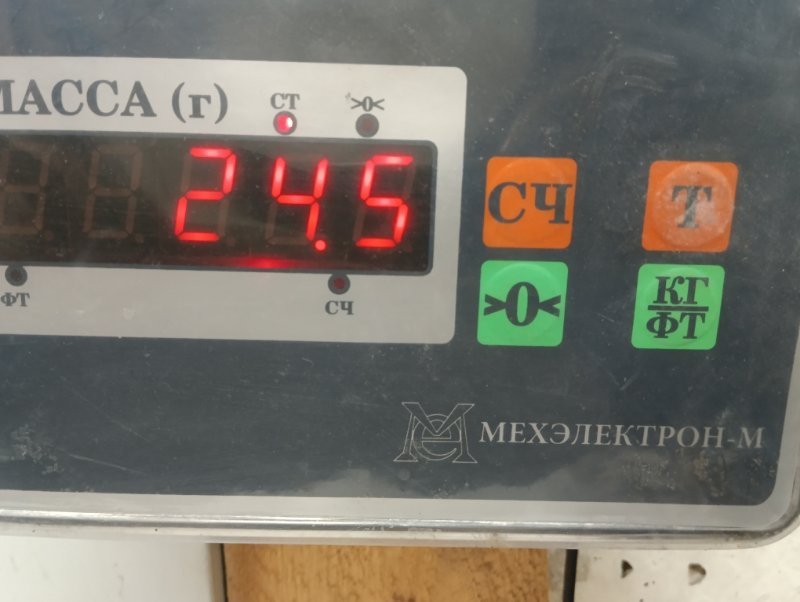 МАССА (г)
СТ
>0<
24.5
ФТ
СЧ
СЧ
Т
>0<
КГ
ФТ
МЕХЭЛЕКТРОН-М